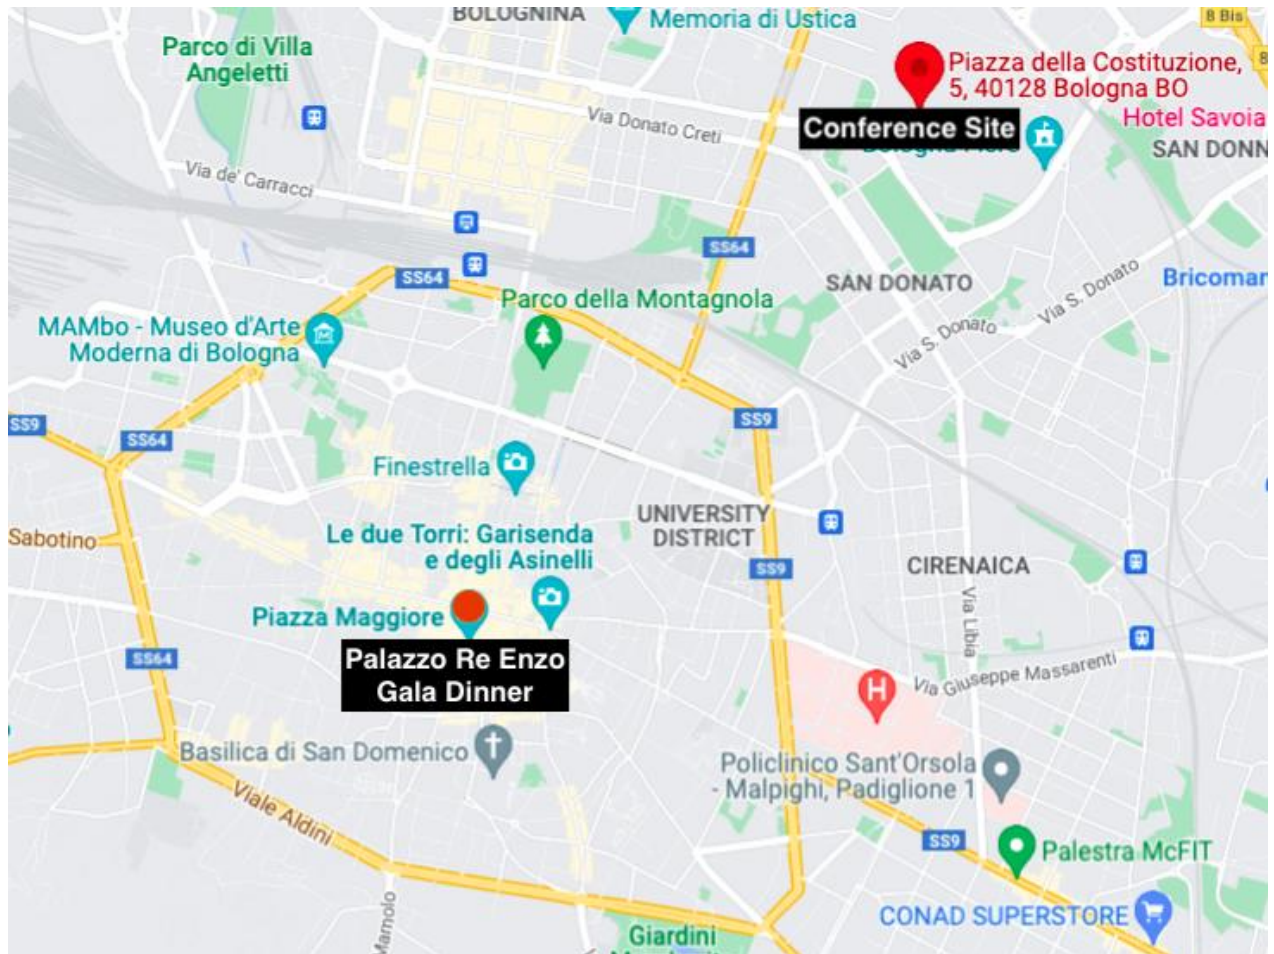 BOLOGNINA
Memoria di Ustica
8 Bis
Parco di Villa
Angeletti
Piazza della Costituzione,
5, 40128 Bologna BO
8
Hotel Savoia
Via Donato Creti
Conference Site
SAN DONN
Via de' Carracci
SS64
SS64
SAN DONATO
Via S. Donato
Bricoman
Parco della Montagnola
MAMbo - Museo d'Arte
Moderna di Bologna
Via S. Donato
SS9
SS9
SS64
Finestrella
UNIVERSITY
DISTRICT
Sabotino
Le due Torri: Garisenda
e degli Asinelli
SS9
CIRENAICA
Piazza Maggiore
Via Libia
Palazzo Re Enzo
Gala Dinner
SS64
H
Via Giuseppe Massarenti
Basilica di San Domenico
Policlinico Sant'Orsola
- Malpighi, Padiglione 1
Viale Aldini
SS9
Palestra McFIT
CONAD SUPERSTORE
Mamolo
Giardini